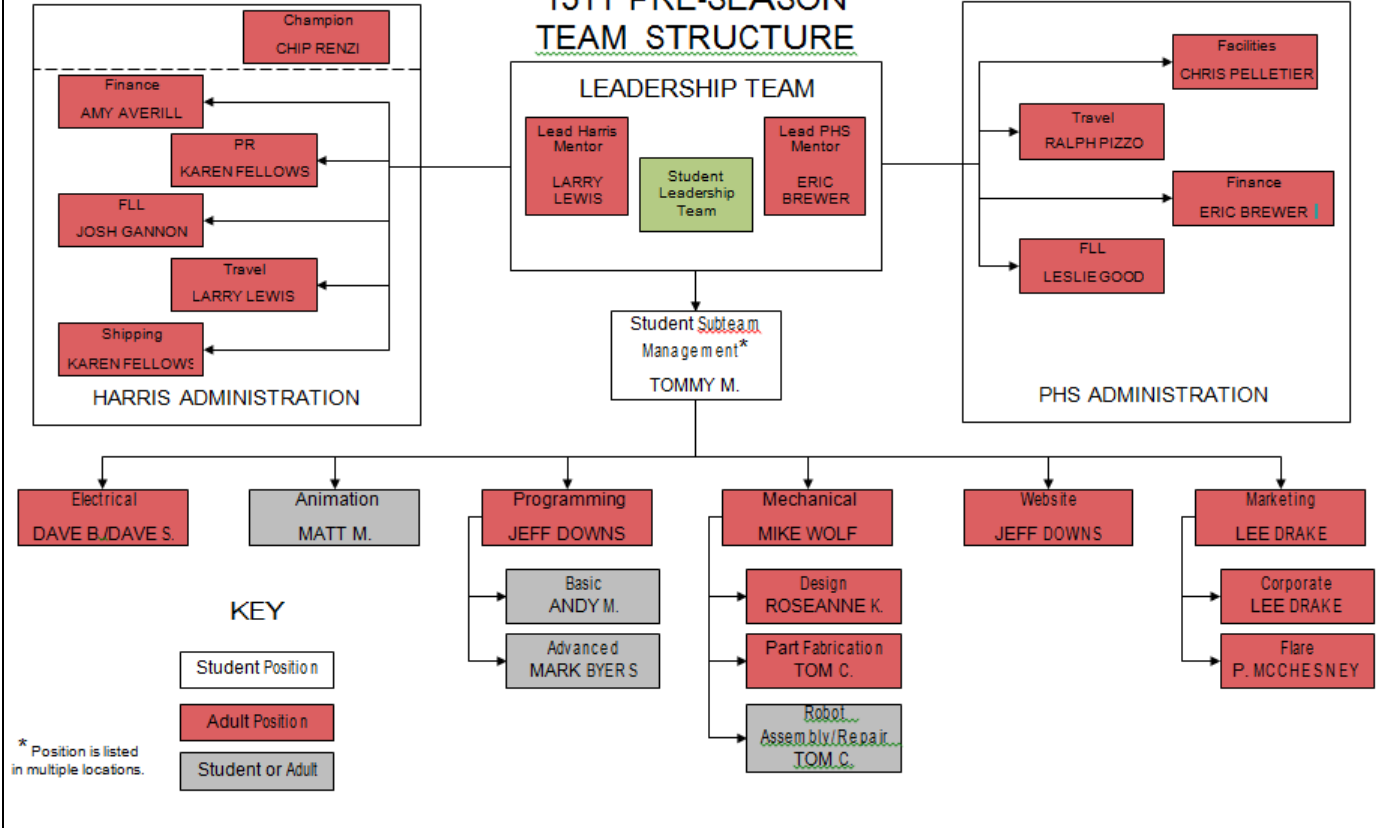 1511 PRE-SEASON
TEAM STRUCTURE
Champion
CHIP RENZI
Finance
AMY AVERILL
PR
KAREN FELLOWS
FLL
JOSH GANNON
Travel
LARRY LEWIS
Shipping
KAREN FELLOWS
HARRIS ADMINISTRATION
LEADERSHIP TEAM
Lead Harris
Mentor
LARRY
LEWIS
Student
Leadership
Team
Lead PHS
Mentor
ERIC
BREWER
Facilities
CHRIS PELLETIER
Travel
RALPH PIZZO
Finance
ERIC BREWER
FLL
LESLIE GOOD
PHS ADMINISTRATION
Student Subteam
Management*
TOMMY M.
Electrical
DAVE B./DAVE S.
Animation
MATT M.
Programming
JEFF DOWNS
Basic
ANDY M.
Advanced
MARK BYERS
Mechanical
MIKE WOLF
Design
ROSEANNE K.
Part Fabrication
TOM C.
Robot
Assembly/Repair
TOM C.
Website
JEFF DOWNS
Marketing
LEE DRAKE
Corporate
LEE DRAKE
Flare
P. MCCHESNEY
KEY
Student Position
Adult Position
Student or Adult
* Position is listed
in multiple locations.